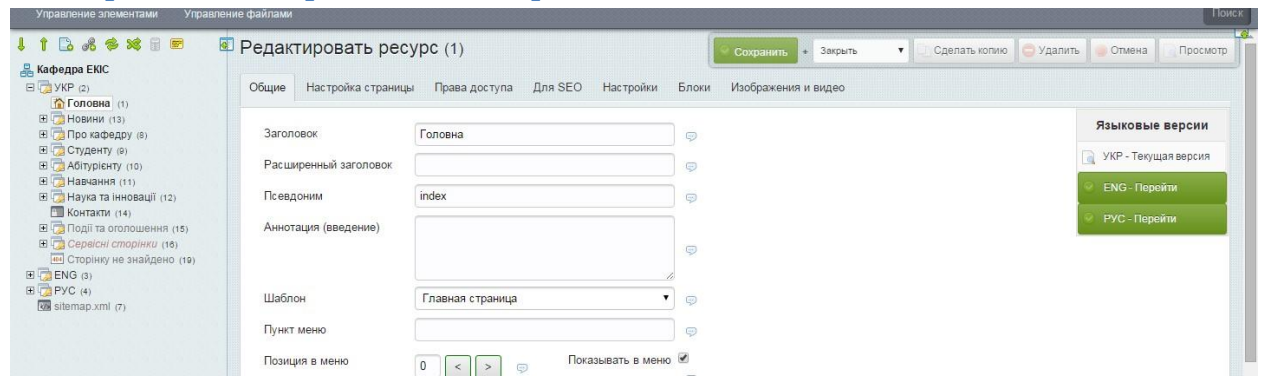 Управление элементами Управление файлами Поиск
Редактировать ресурс (1)
Сохранить + Закрыть Сделать копию Удалить Отмена Просмотр
Кафедра ЕКІС
УКР (2)
Головна (1)
Новини (13)
Про кафедру (8)
Студенту (9)
Абітурієнту (10)
Навчання (11)
Наука та інновації (12)
Контакти (14)
Події та оголошення (15)
Сервісні сторінки (16)
Сторінку не знайдено (19)
ENG (3)
РУС (4)
sitemap.xml (7)
Общие Настройка страницы Права доступа Для SEO Настройки Блоки Изображения и видео
Заголовок Головна
Расширенный заголовок
Псевдоним index
Аннотация (введение)
Шаблон Главная страница
Пункт меню
Позиция в меню 0 < > Показывать в меню
Языковые версии
УКР - Текущая версия
ENG - Перейти
РУС - Перейти